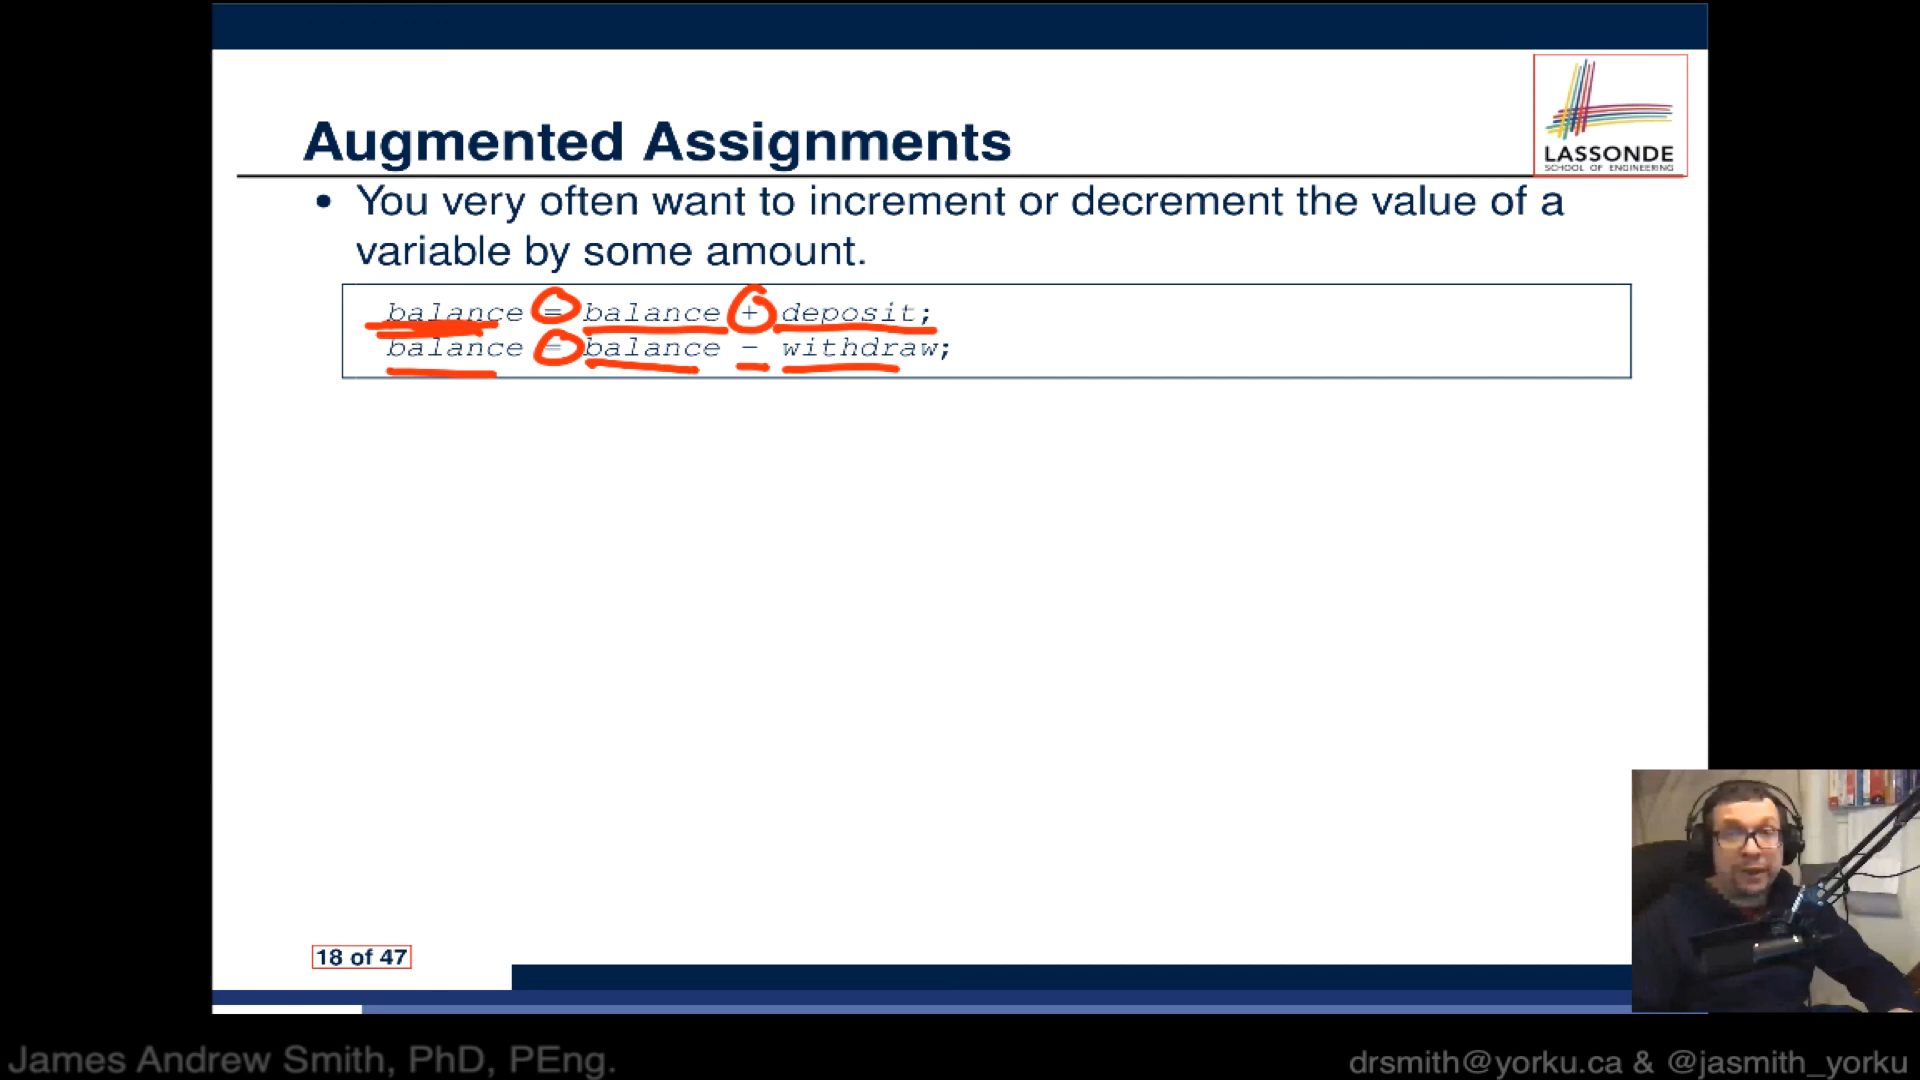 LASSONDE
SCHOOL OF ENGINEERING
Augmented Assignments
• You very often want to increment or decrement the value of a
variable by some amount.
balance = balance + deposit;
balance = balance - withdraw;
18 of 47
James Andrew Smith, PhD, PEng.
drsmith@yorku.ca & @jasmith_yorku